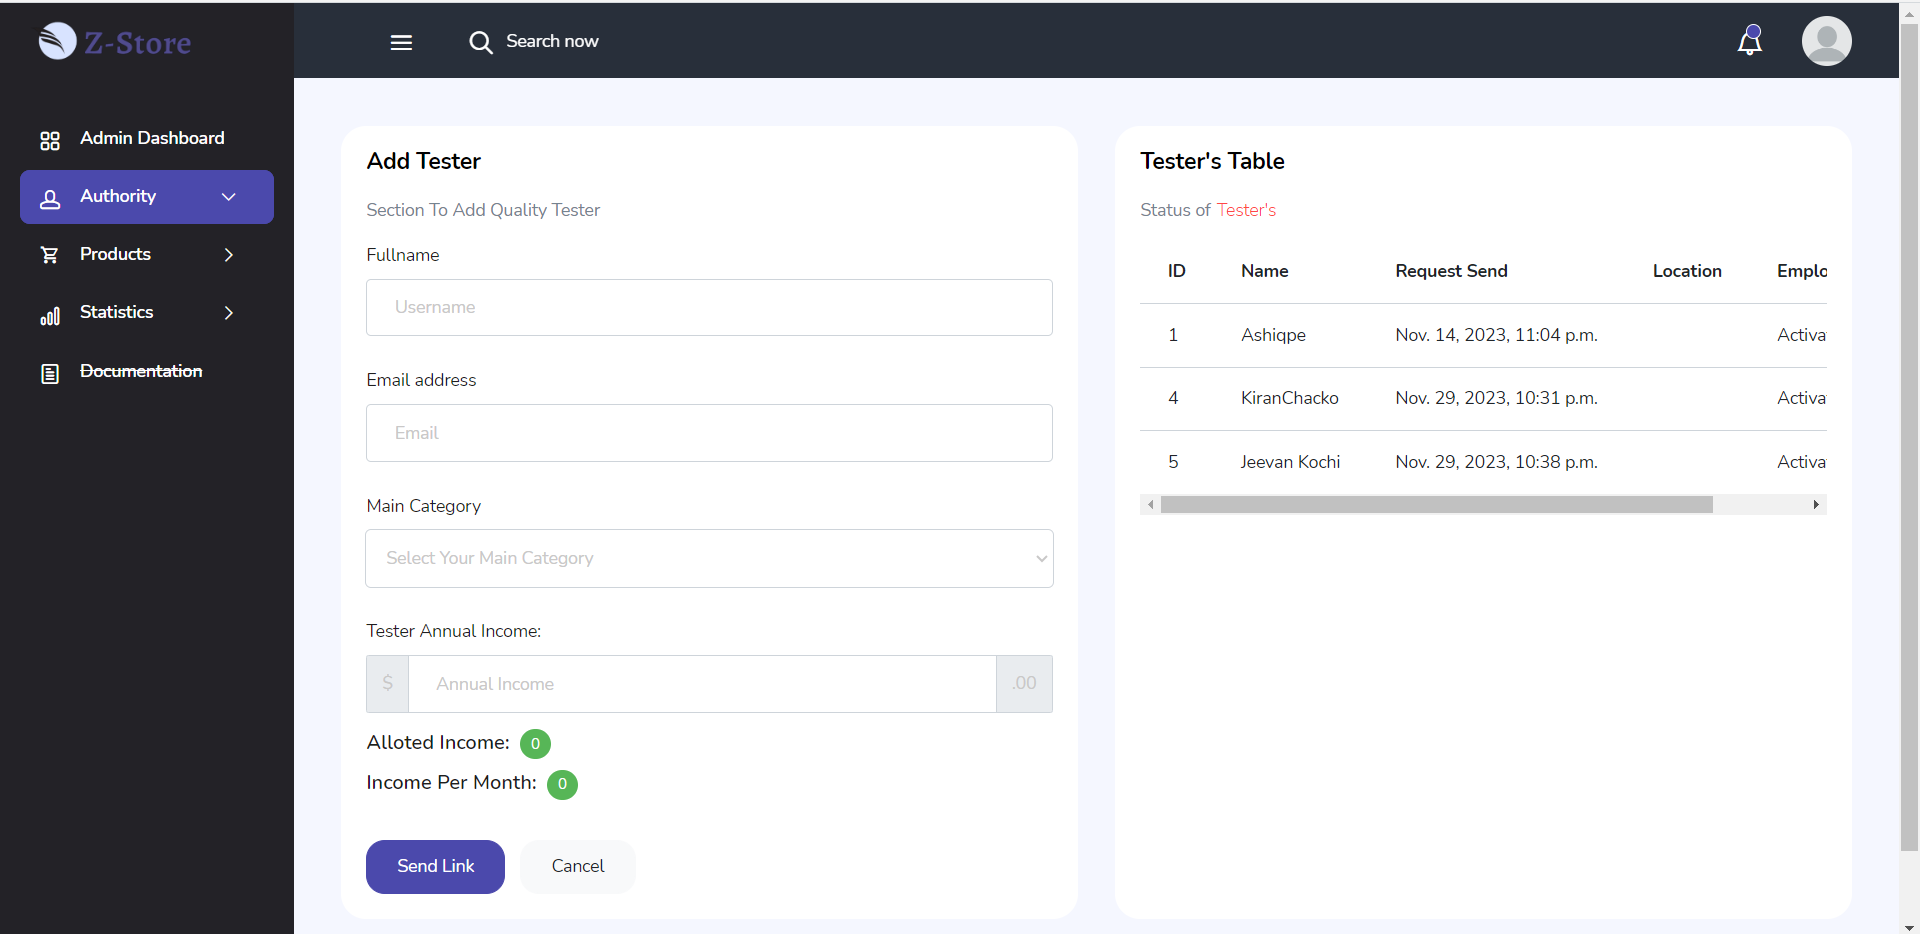 Z-Store
Search now
Admin Dashboard
Authority
Products
Statistics
Documentation
Add Tester
Section To Add Quality Tester
Fullname
Username
Email address
Email
Main Category
Select Your Main Category
Tester Annual Income:
$ Annual Income .00
Alloted Income: 0
Income Per Month: 0
Send Link Cancel
Tester's Table
Status of Tester's
ID Name Request Send Location Emplo
1 Ashiqpe Nov. 14, 2023, 11:04 p.m. Activa
4 KiranChacko Nov. 29, 2023, 10:31 p.m. Activa
5 Jeevan Kochi Nov. 29, 2023, 10:38 p.m. Activa